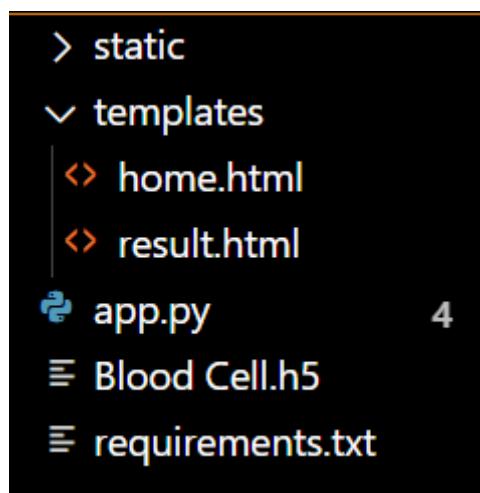 static
templates
home.html
result.html
app.py 4
Blood Cell.h5
requirements.txt